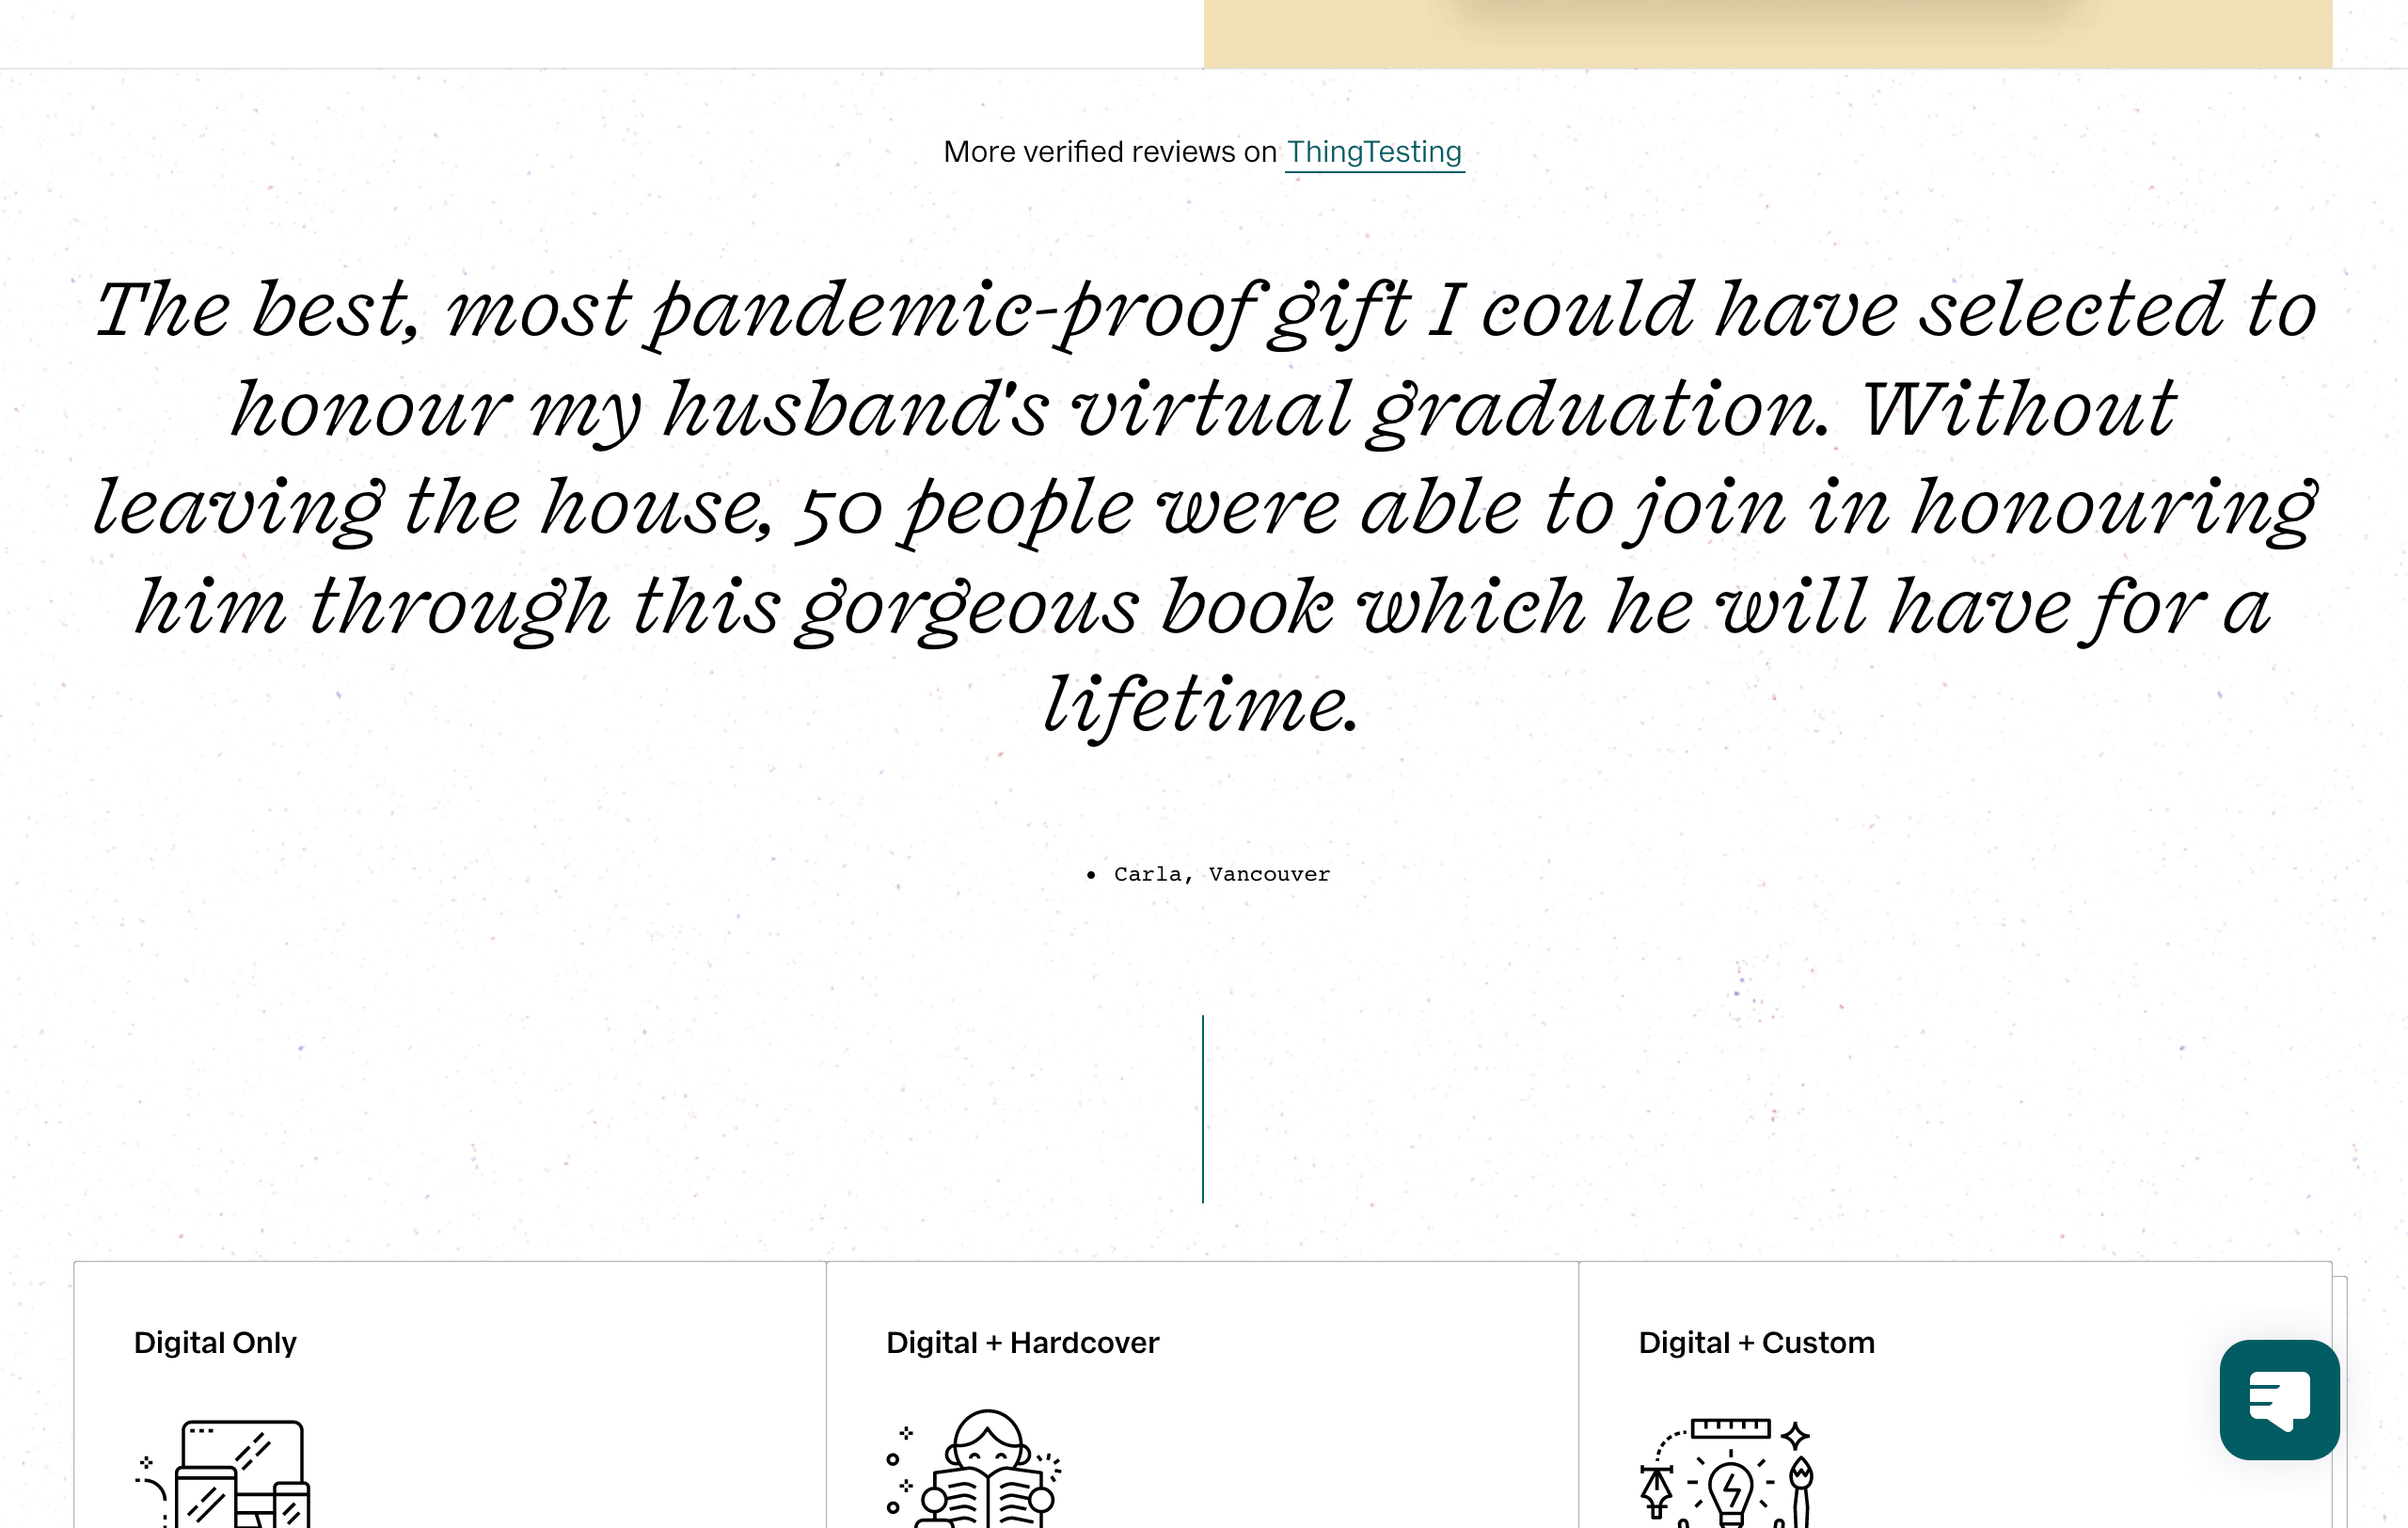 More verified reviews on ThingTesting
The best, most pandemic-proof gift I could have selected to
honour my husband's virtual graduation. Without
leaving the house, 50 people were able to join in honouring
him through this gorgeous book which he will have for a
lifetime.
• Carla, Vancouver
Digital Only
Digital + Hardcover
Digital + Custom